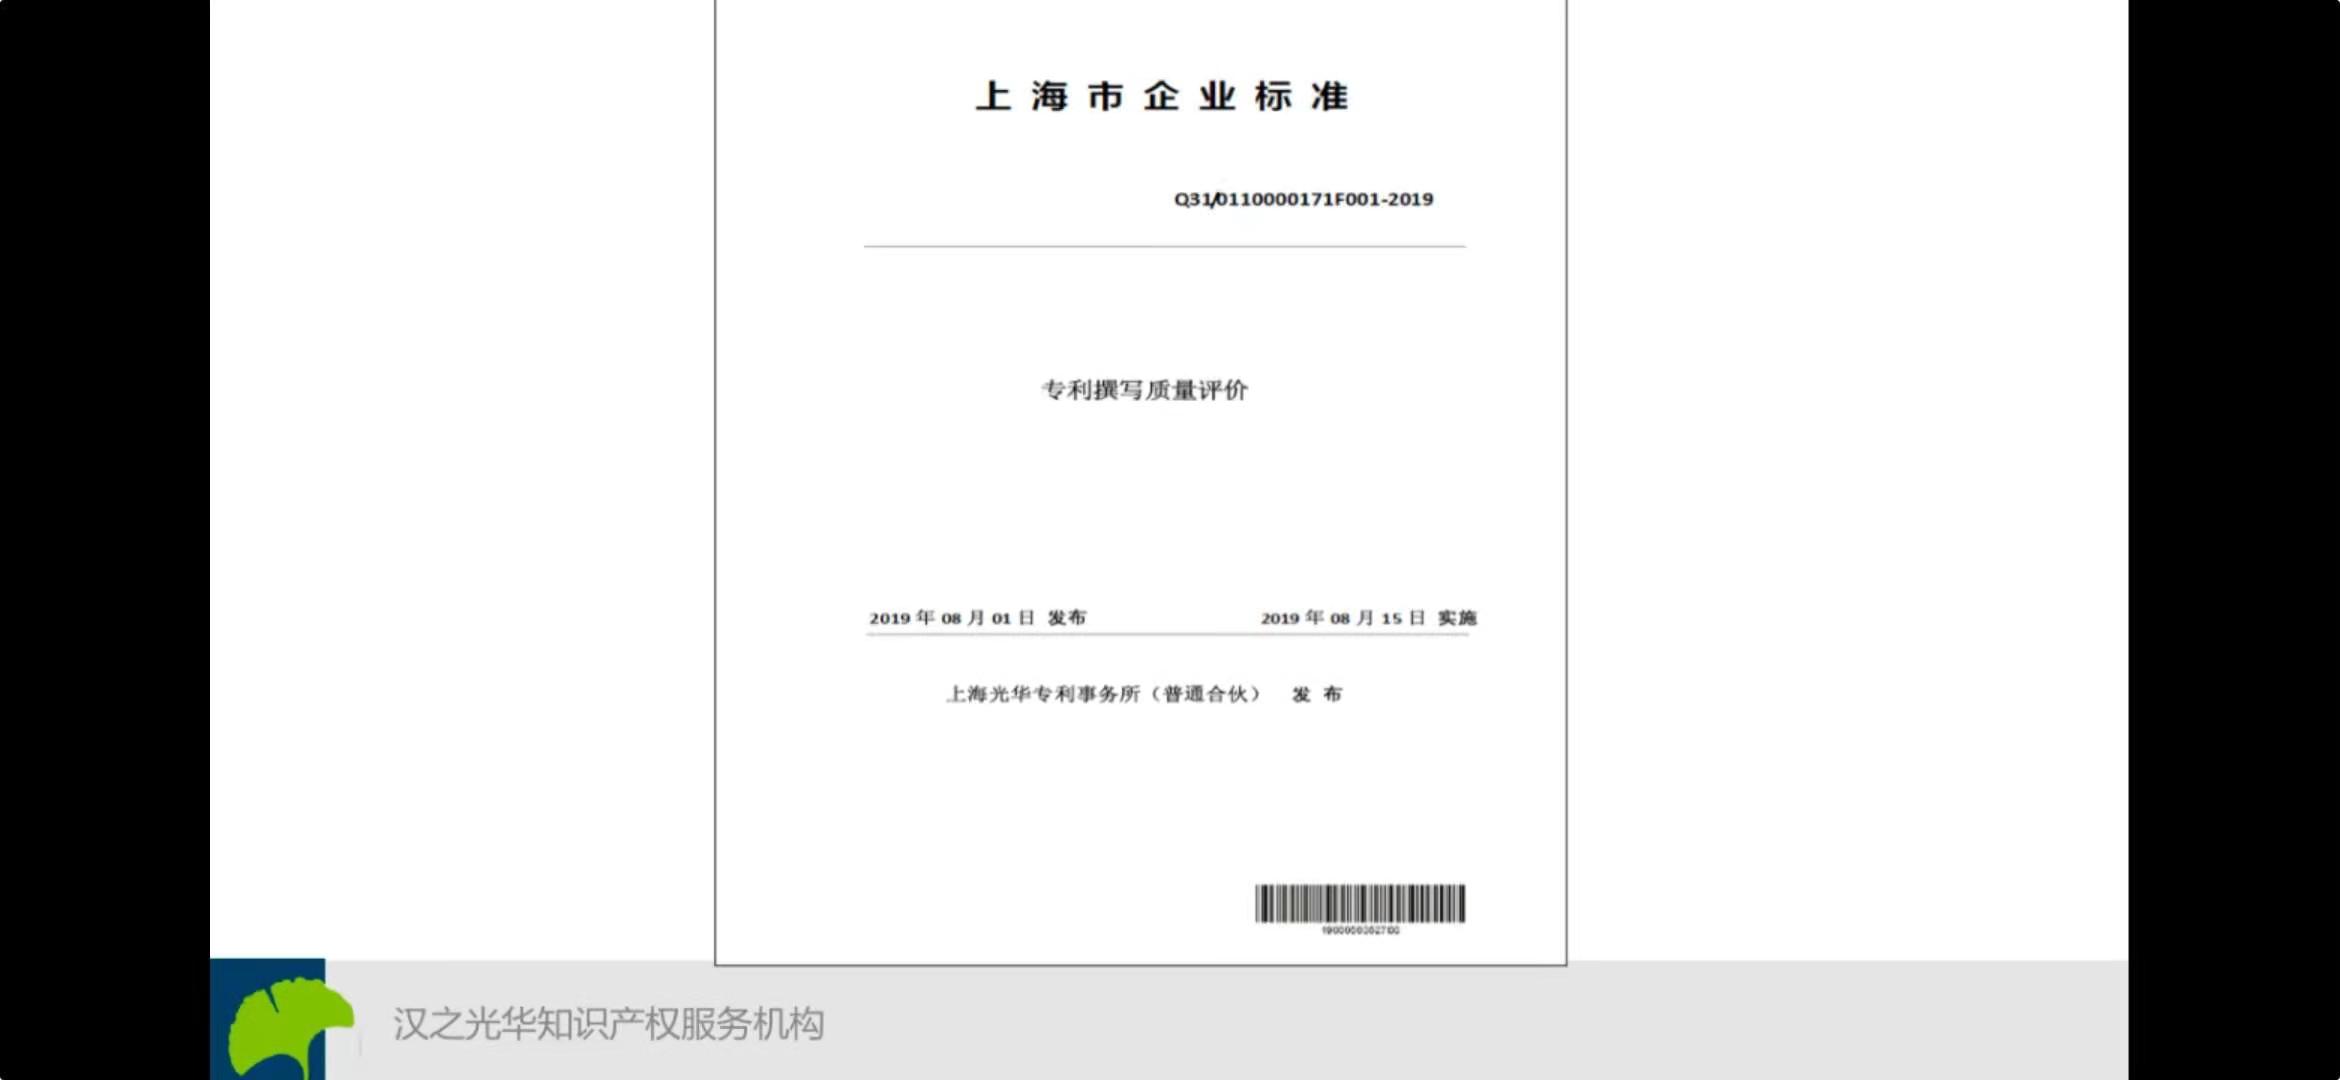 上海市企业标准
Q31/0110000171F001-2019
专利撰写质量评价
2019 年 08 月 01 日 发布 2019 年 08 月 15 日 实施
上海光华专利事务所（普通合伙） 发 布
汉之光华知识产权服务机构